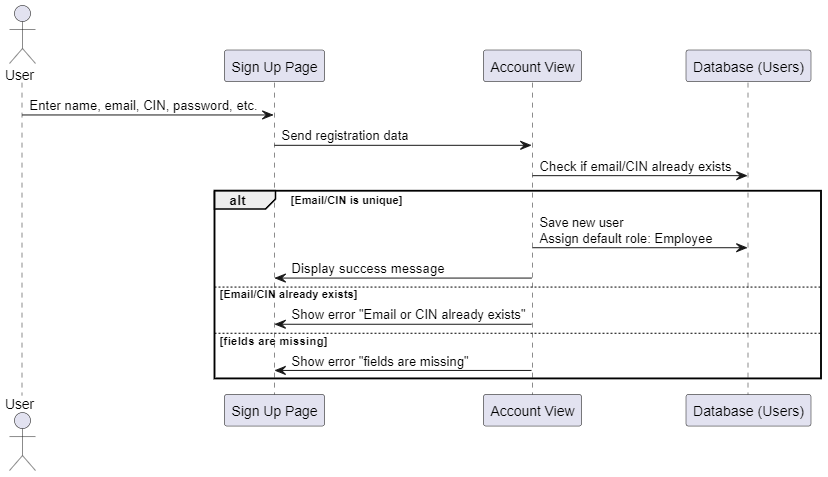 User
Sign Up Page
Account View
Database (Users)
Enter name, email, CIN, password, etc.
Send registration data
Check if email/CIN already exists
alt
[Email/CIN is unique]
Save new user
Assign default role: Employee
Display success message
[Email/CIN already exists]
Show error "Email or CIN already exists"
[fields are missing]
Show error "fields are missing"
User
Sign Up Page
Account View
Database (Users)